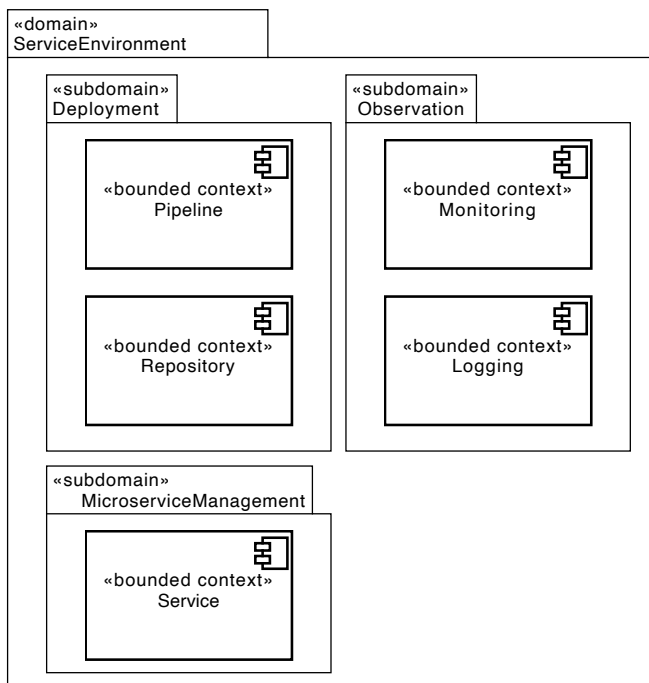 «domain»
ServiceEnvironment
«subdomain»
Deployment
«bounded context»
Pipeline
«bounded context»
Repository
«subdomain»
Observation
«bounded context»
Monitoring
«bounded context»
Logging
«subdomain»
MicroserviceManagement
«bounded context»
Service